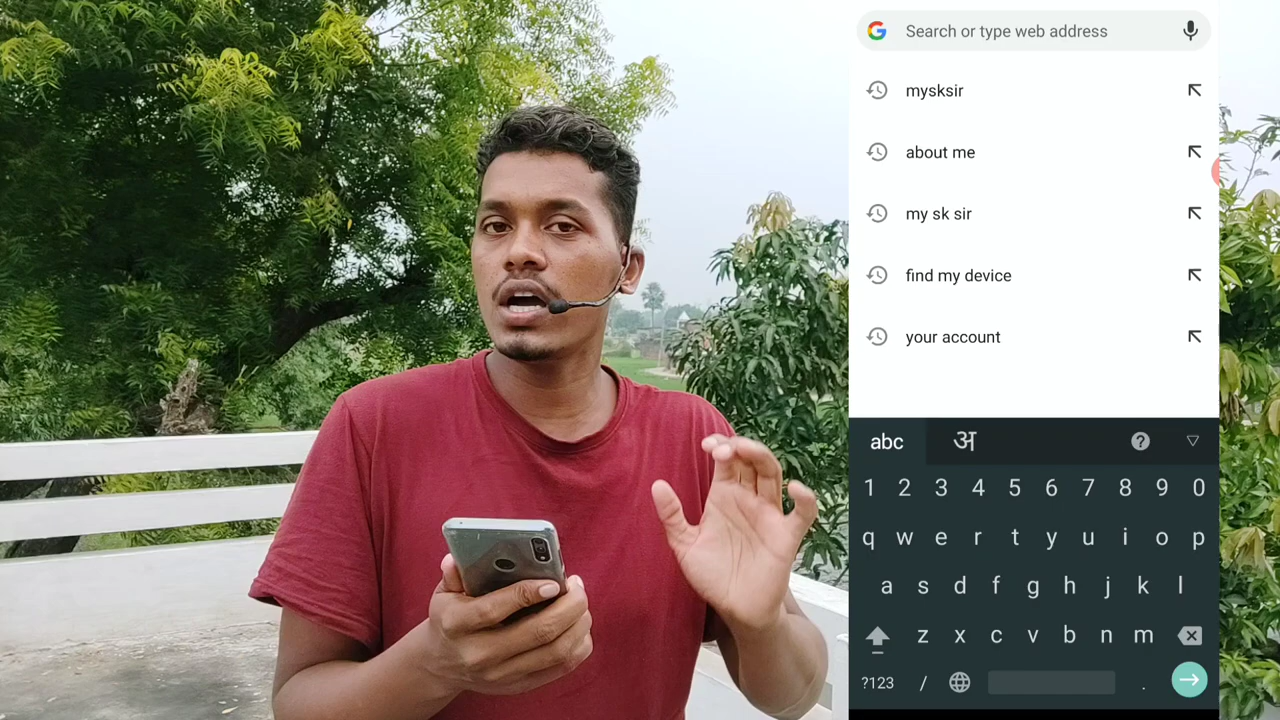 Search or type web address
mysksir
about me
my sk sir
find my device
your account
abc अ ?
1 2 3 4 5 6 7 8 9 0
q w e r t y u i o p
a s d f g h j k l
z x c v b n m
?123 / .